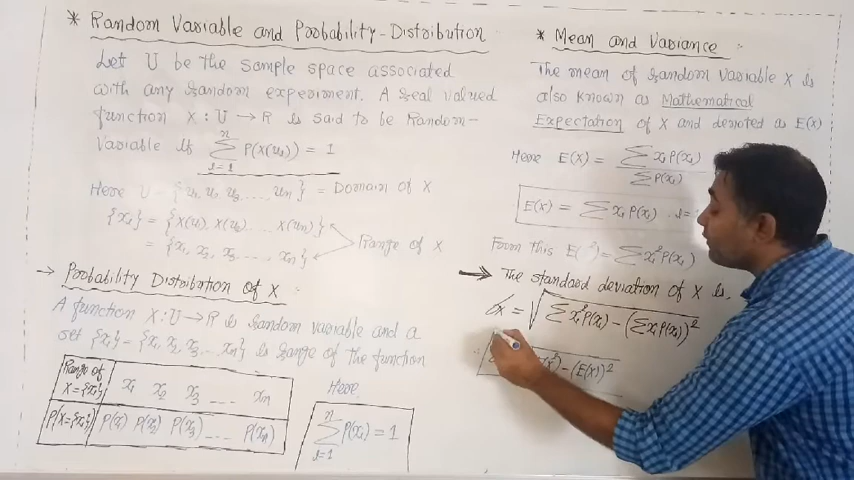 * Random Variable and Probability-Distribution
Let U be the sample space associated
with any random experiment. A real valued
function X : U → R is said to be Random-
Variable if ∑_{i=1}^{n} P(X(uᵢ)) = 1
Here U = {u₁, u₂, u₃ ...., uₙ} = Domain of X
{xᵢ} = {X(u₁), X(u₂) .... X(uₙ)}
= {x₁, x₂, x₃ ..., xₙ}
Range of X
→ Probability Distribution of X :
A function X : U → R is random variable and a
set {xᵢ} = {x₁, x₂, x₃, ... xₙ} is range of the function
Range of X = {xᵢ} x₁ x₂ x₃ .... xₙ
P(X={xᵢ}) P(x₁) P(x₂) P(x₃) .... P(xₙ)
Here,
∑_{i=1}^{n} P(xᵢ) = 1
* Mean and Variance :
The mean of random variable X is
also known as Mathematical
Expectation of X and denoted as E(X)
Here E(X) = ∑ xᵢ P(xᵢ) / ∑ P(xᵢ)
E(X) = ∑ xᵢ P(xᵢ) . i =
From this E( ²) = ∑ xᵢ² P(xᵢ)
→ The standard deviation of X is,
σx = √(∑ xᵢ² P(xᵢ) - (∑ xᵢ P(xᵢ))²)
²) - (E(X))²